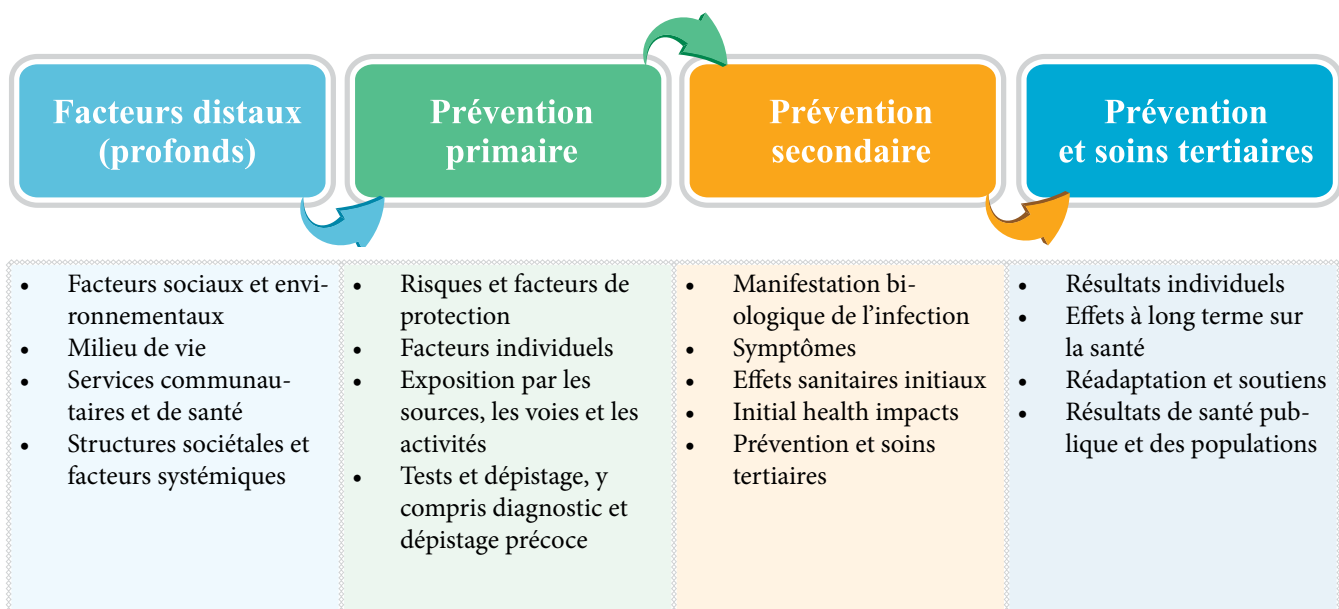 Facteurs distaux
(profonds)
Prévention
primaire
Prévention
secondaire
Prévention
et soins tertiaires
• Facteurs sociaux et envi-
ronnementaux
• Milieu de vie
• Services communau-
taires et de santé
• Structures sociétales et
facteurs systémiques
• Risques et facteurs de
protection
• Facteurs individuels
• Exposition par les
sources, les voies et les
activités
• Tests et dépistage, y
compris diagnostic et
dépistage précoce
• Manifestation bi-
ologique de l’infection
• Symptômes
• Effets sanitaires initiaux
• Initial health impacts
• Prévention et soins
tertiaires
• Résultats individuels
• Effets à long terme sur
la santé
• Réadaptation et soutiens
• Résultats de santé pub-
lique et des populations